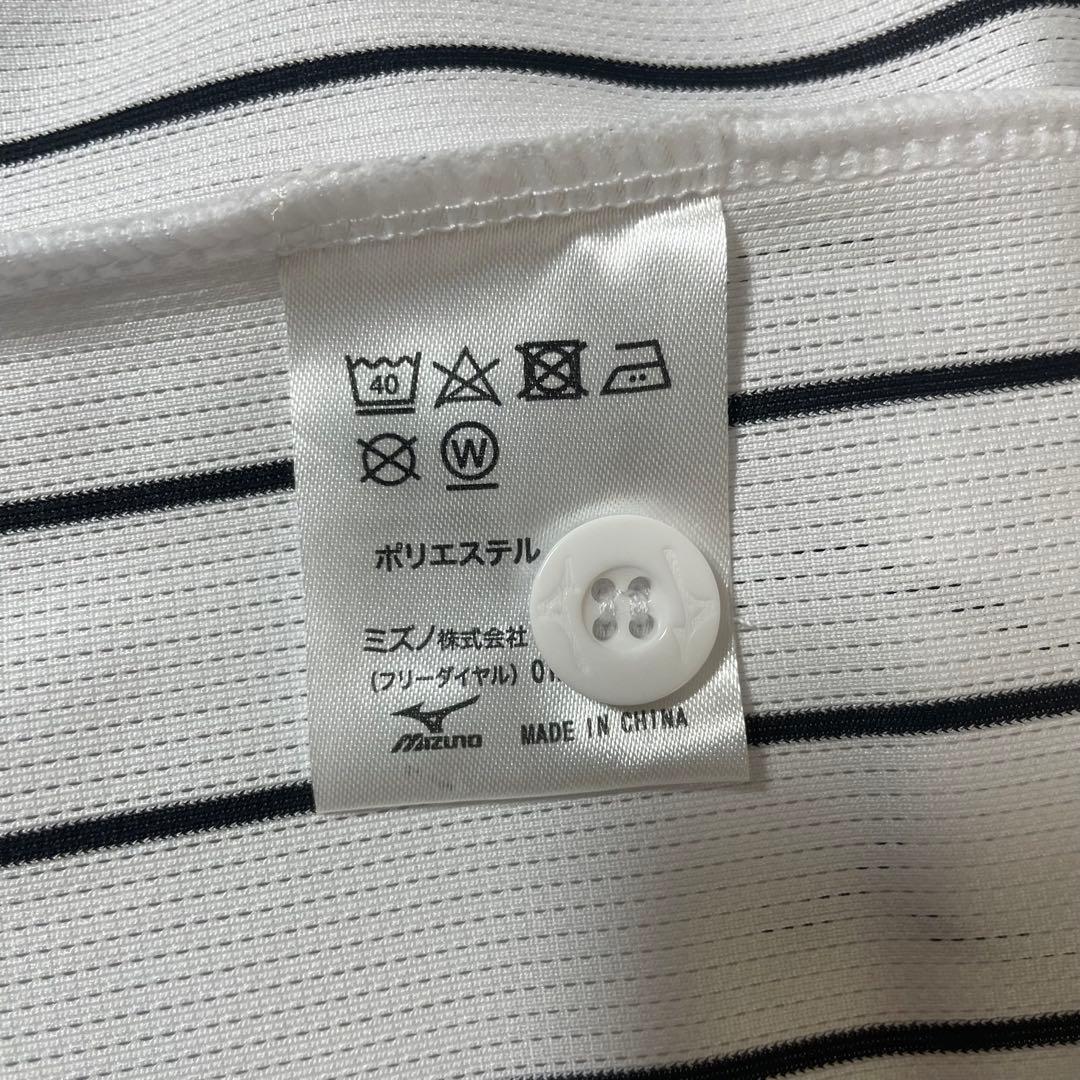 40
W
ポリエステル
ミズノ株式会社
(フリーダイヤル) 01
MIZUNO MADE IN CHINA